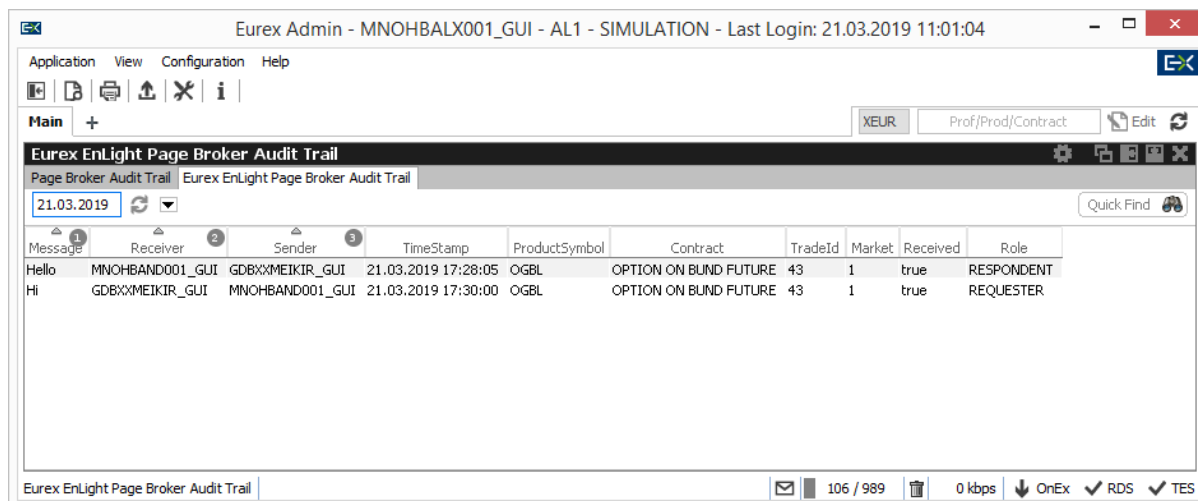 EX Eurex Admin - MNOHBALX001_GUI - AL1 - SIMULATION - Last Login: 21.03.2019 11:01:04
Application View Configuration Help EX
i
Main + XEUR Prof/Prod/Contract Edit
Eurex EnLight Page Broker Audit Trail
Page Broker Audit Trail Eurex EnLight Page Broker Audit Trail
21.03.2019 Quick Find
Message 1 Receiver 2 Sender 3 TimeStamp ProductSymbol Contract TradeId Market Received Role
Hello MNOHBAND001_GUI GDBXXMEIKIR_GUI 21.03.2019 17:28:05 OGBL OPTION ON BUND FUTURE 43 1 true RESPONDENT
Hi GDBXXMEIKIR_GUI MNOHBAND001_GUI 21.03.2019 17:30:00 OGBL OPTION ON BUND FUTURE 43 1 true REQUESTER
Eurex EnLight Page Broker Audit Trail 106 / 989 0 kbps OnEx RDS TES